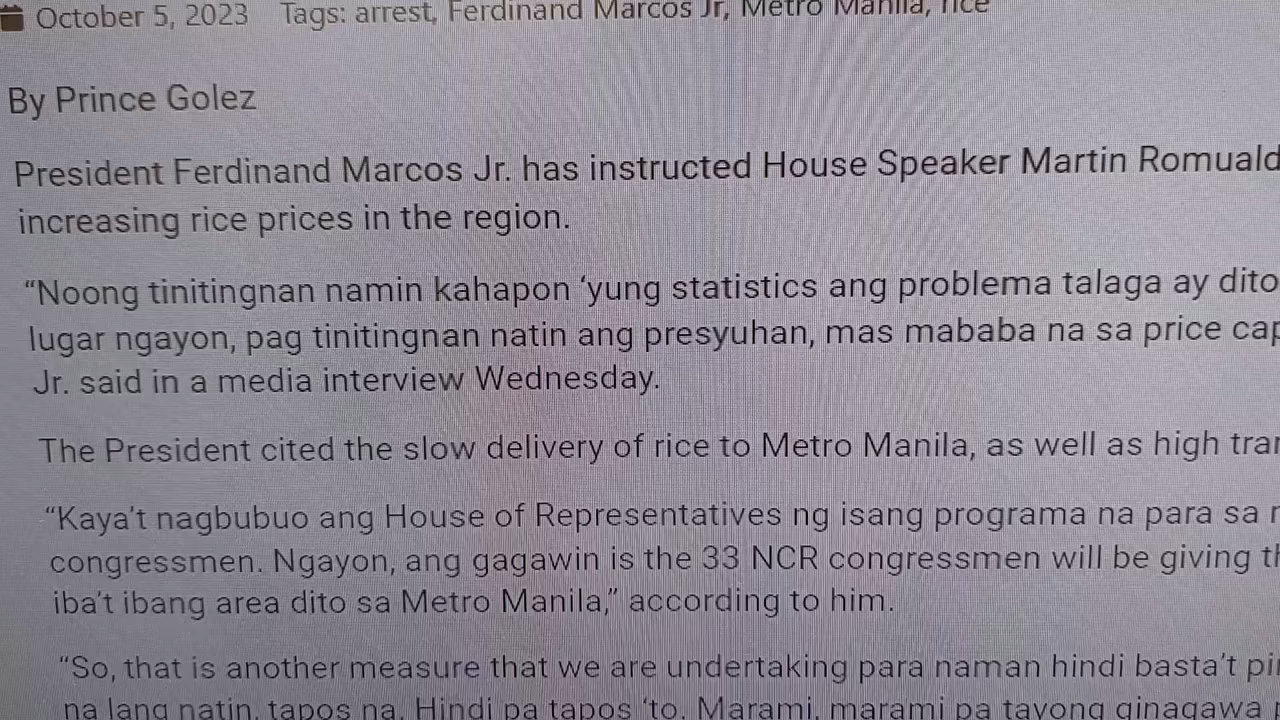 October 5, 2023 Tags: arrest, Ferdinand Marcos Jr, Metro Manila, rice
By Prince Golez
President Ferdinand Marcos Jr. has instructed House Speaker Martin Romuald
increasing rice prices in the region.
“Noong tinitingnan namin kahapon ‘yung statistics ang problema talaga ay dito
lugar ngayon, pag tinitingnan natin ang presyuhan, mas mababa na sa price cap
Jr. said in a media interview Wednesday.
The President cited the slow delivery of rice to Metro Manila, as well as high tran
“Kaya’t nagbubuo ang House of Representatives ng isang programa na para sa
congressmen. Ngayon, ang gagawin is the 33 NCR congressmen will be giving th
iba’t ibang area dito sa Metro Manila,” according to him.
“So, that is another measure that we are undertaking para naman hindi basta’t
na lang natin, tapos na. Hindi pa tapos ‘to. Marami, marami pa tayong ginagawa